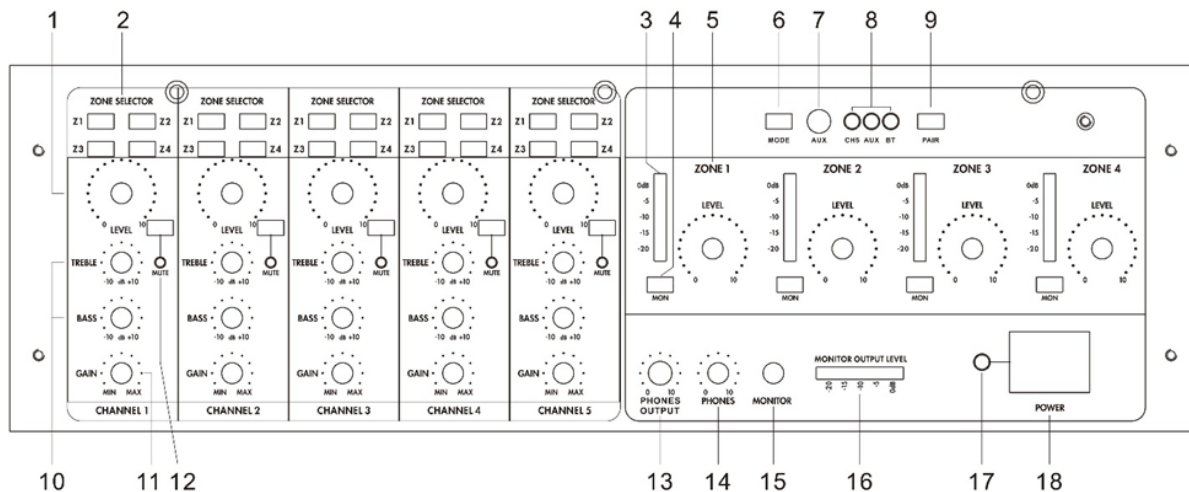 1 2 3 4 5 6 7 8 9
ZONE SELECTOR ZONE SELECTOR ZONE SELECTOR ZONE SELECTOR ZONE SELECTOR
Z1 Z2 Z1 Z2 Z1 Z2 Z1 Z2 Z1 Z2
Z3 Z4 Z3 Z4 Z3 Z4 Z3 Z4 Z3 Z4
0 10 0 10 0 10 0 10 0 10
LEVEL LEVEL LEVEL LEVEL LEVEL
TREBLE MUTE TREBLE MUTE TREBLE MUTE TREBLE MUTE TREBLE MUTE
-10 dB +10 -10 dB +10 -10 dB +10 -10 dB +10 -10 dB +10
BASS BASS BASS BASS BASS
-10 dB +10 -10 dB +10 -10 dB +10 -10 dB +10 -10 dB +10
GAIN GAIN GAIN GAIN GAIN
MIN MAX MIN MAX MIN MAX MIN MAX MIN MAX
CHANNEL 1 CHANNEL 2 CHANNEL 3 CHANNEL 4 CHANNEL 5
MODE AUX CHS AUX BT PAIR
ZONE 1 ZONE 2 ZONE 3 ZONE 4
0dB 0dB 0dB 0dB
-5 -5 -5 -5
LEVEL LEVEL LEVEL LEVEL
-10 -10 -10 -10
-15 -15 -15 -15
-20 -20 -20 -20
0 10 0 10 0 10 0 10
MON MON MON MON
MONITOR OUTPUT LEVEL
-20 -15 -10 -5 0dB
0 10 0 10
PHONES OUTPUT
PHONES MONITOR
POWER
10 11 12 13 14 15 16 17 18